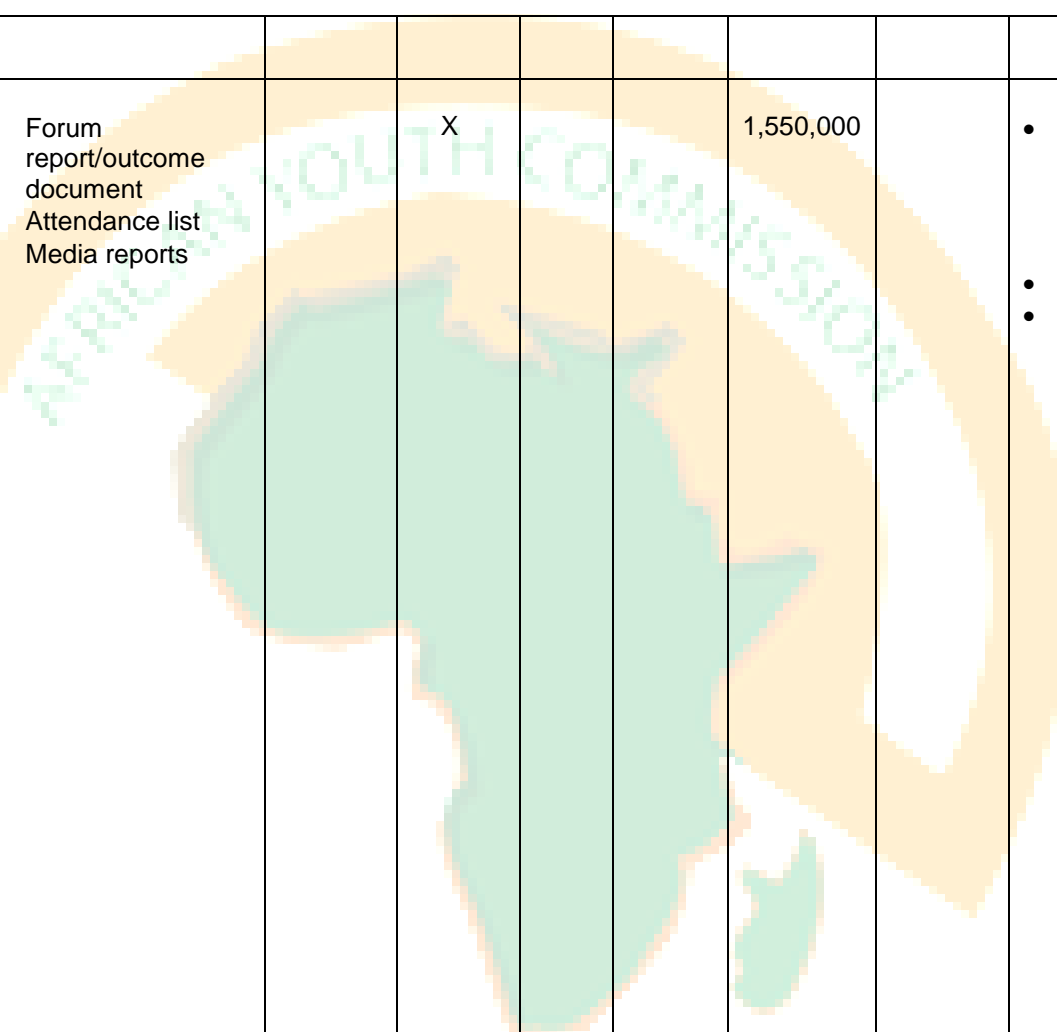 AFRICAN YOUTH COMMISSION
Forum
report/outcome
document
Attendance list
Media reports
X
1,550,000
•
•
•